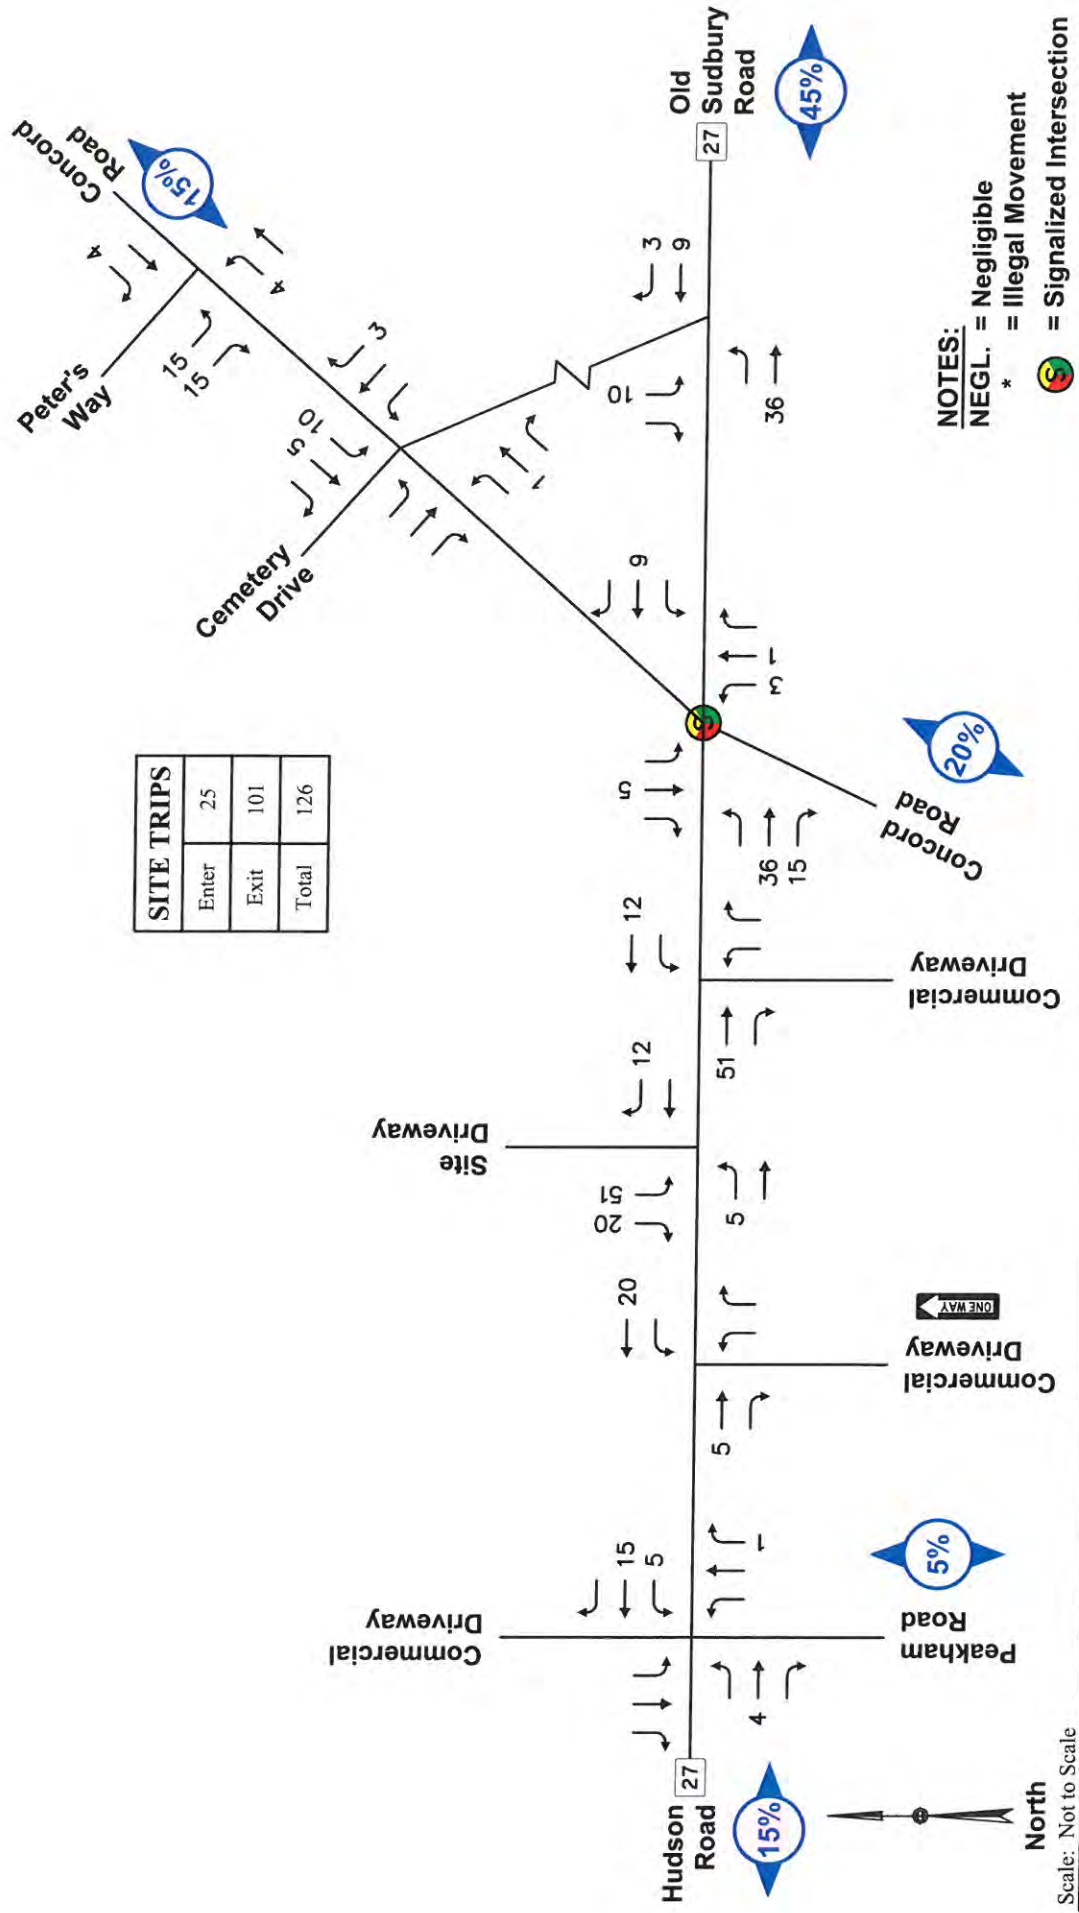 Concord
Road
15%
Peter's
Way
4
4
15
15
3
Cemetery
Drive
5
10
1
SITE TRIPS
Enter 25
Exit 101
Total 126
Old
Sudbury
Road
27
45%
3
9
10
36
9
1
3
5
36
15
Concord
Road
20%
12
Commercial
Driveway
51
12
Site
Driveway
51
20
5
20
Commercial
Driveway
ONE WAY
5
15
5
Commercial
Driveway
1
Peakham
Road
5%
4
Hudson
Road
27
15%
North
Scale: Not to Scale
NOTES:
NEGL. = Negligible
* = Illegal Movement
S = Signalized Intersection